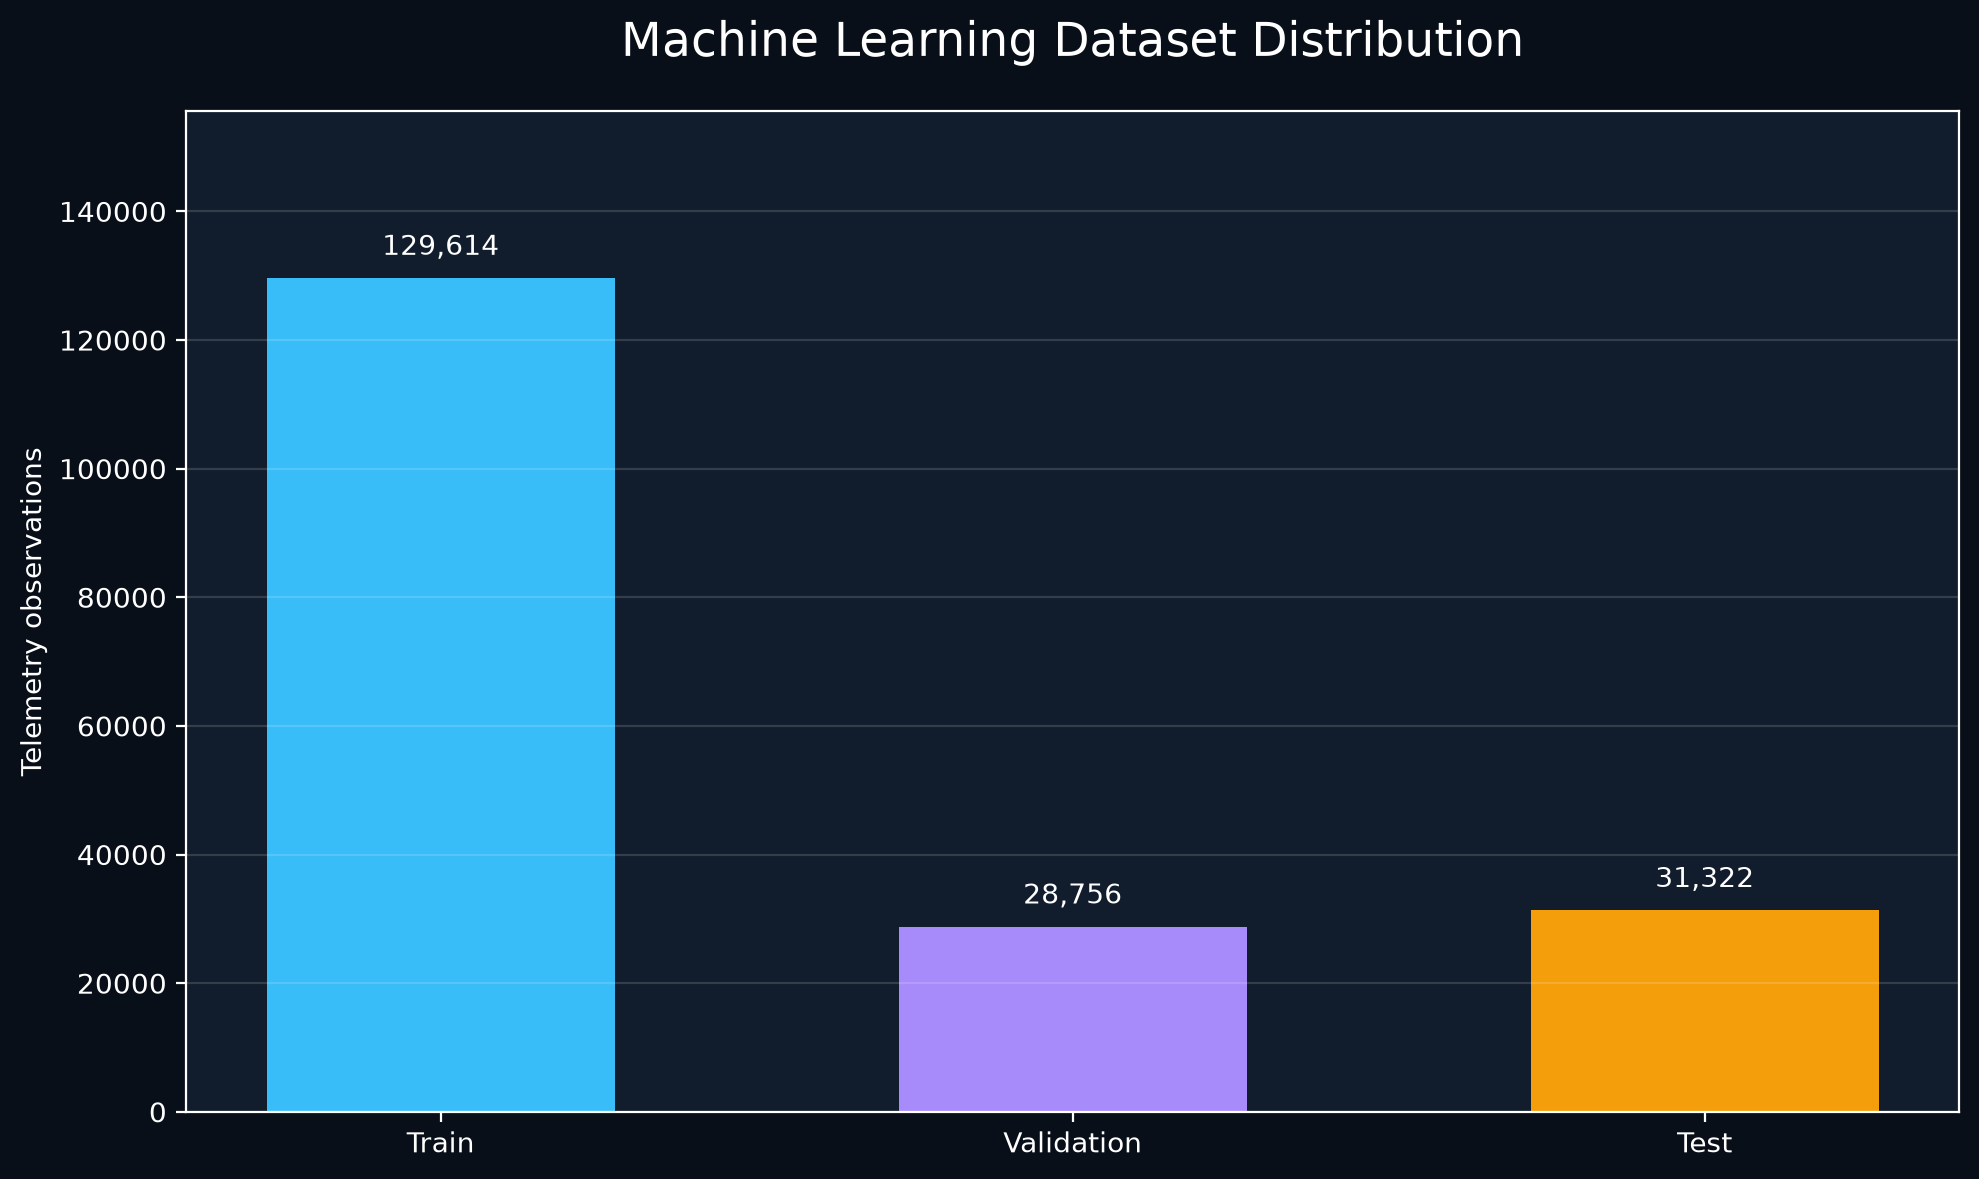 Machine Learning Dataset Distribution
Telemetry observations
140000
120000
100000
80000
60000
40000
20000
0
129,614
28,756
31,322
Train
Validation
Test